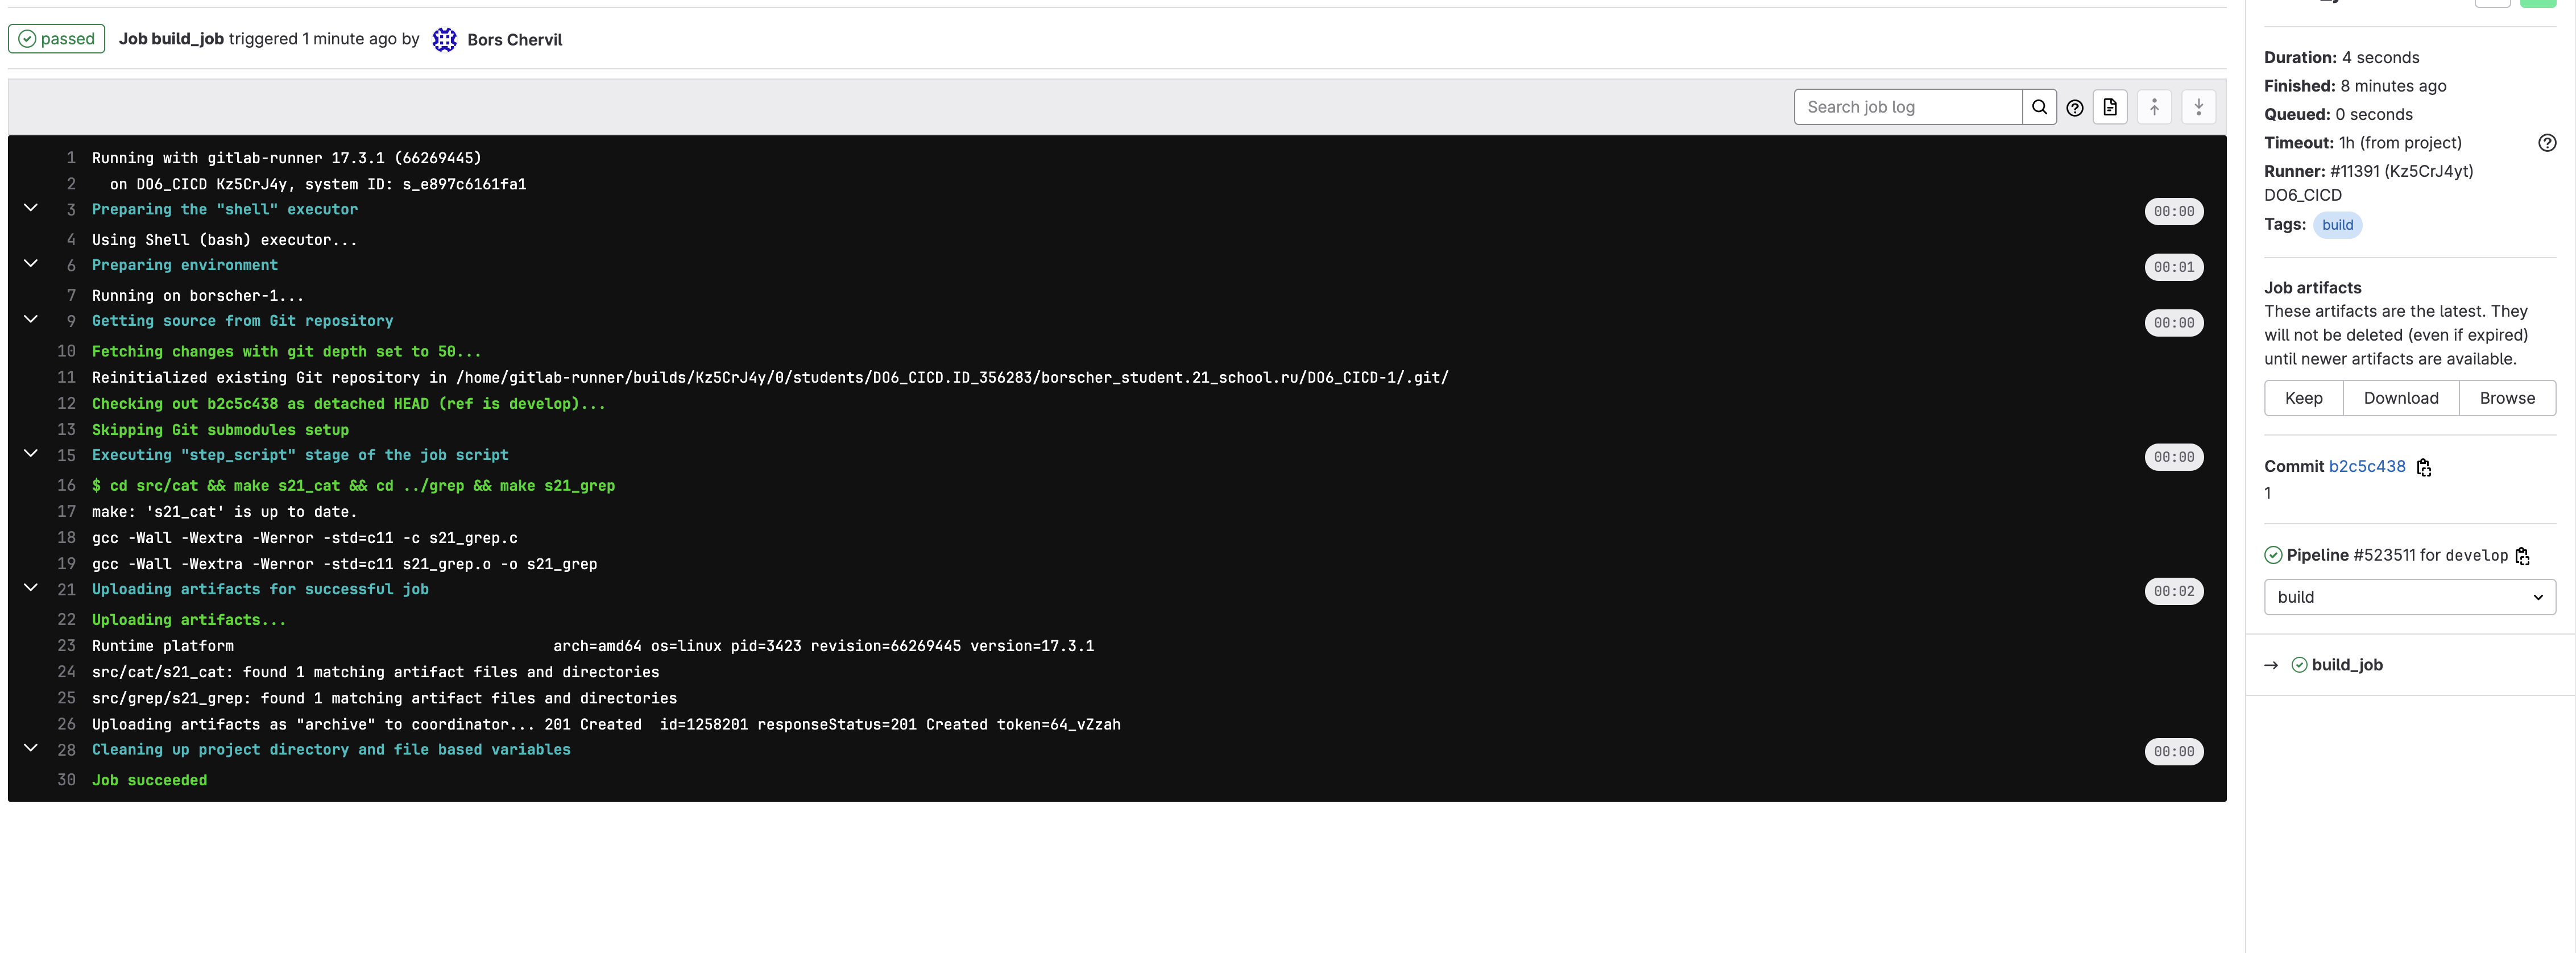 passed Job build_job triggered 1 minute ago by Bors Chervil
Search job log
1 Running with gitlab-runner 17.3.1 (66269445)
2 on DO6_CICD Kz5CrJ4y, system ID: s_e897c6161fa1
3 Preparing the "shell" executor 00:00
4 Using Shell (bash) executor...
6 Preparing environment 00:01
7 Running on borscher-1...
9 Getting source from Git repository 00:00
10 Fetching changes with git depth set to 50...
11 Reinitialized existing Git repository in /home/gitlab-runner/builds/Kz5CrJ4y/0/students/DO6_CICD.ID_356283/borscher_student.21_school.ru/DO6_CICD-1/.git/
12 Checking out b2c5c438 as detached HEAD (ref is develop)...
13 Skipping Git submodules setup
15 Executing "step_script" stage of the job script 00:00
16 $ cd src/cat && make s21_cat && cd ../grep && make s21_grep
17 make: 's21_cat' is up to date.
18 gcc -Wall -Wextra -Werror -std=c11 -c s21_grep.c
19 gcc -Wall -Wextra -Werror -std=c11 s21_grep.o -o s21_grep
21 Uploading artifacts for successful job 00:02
22 Uploading artifacts...
23 Runtime platform arch=amd64 os=linux pid=3423 revision=66269445 version=17.3.1
24 src/cat/s21_cat: found 1 matching artifact files and directories
25 src/grep/s21_grep: found 1 matching artifact files and directories
26 Uploading artifacts as "archive" to coordinator... 201 Created id=1258201 responseStatus=201 Created token=64_vZzah
28 Cleaning up project directory and file based variables 00:00
30 Job succeeded
Duration: 4 seconds
Finished: 8 minutes ago
Queued: 0 seconds
Timeout: 1h (from project)
Runner: #11391 (Kz5CrJ4yt)
DO6_CICD
Tags: build
Job artifacts
These artifacts are the latest. They
will not be deleted (even if expired)
until newer artifacts are available.
Keep Download Browse
Commit b2c5c438
1
Pipeline #523511 for develop
build
→ build_job